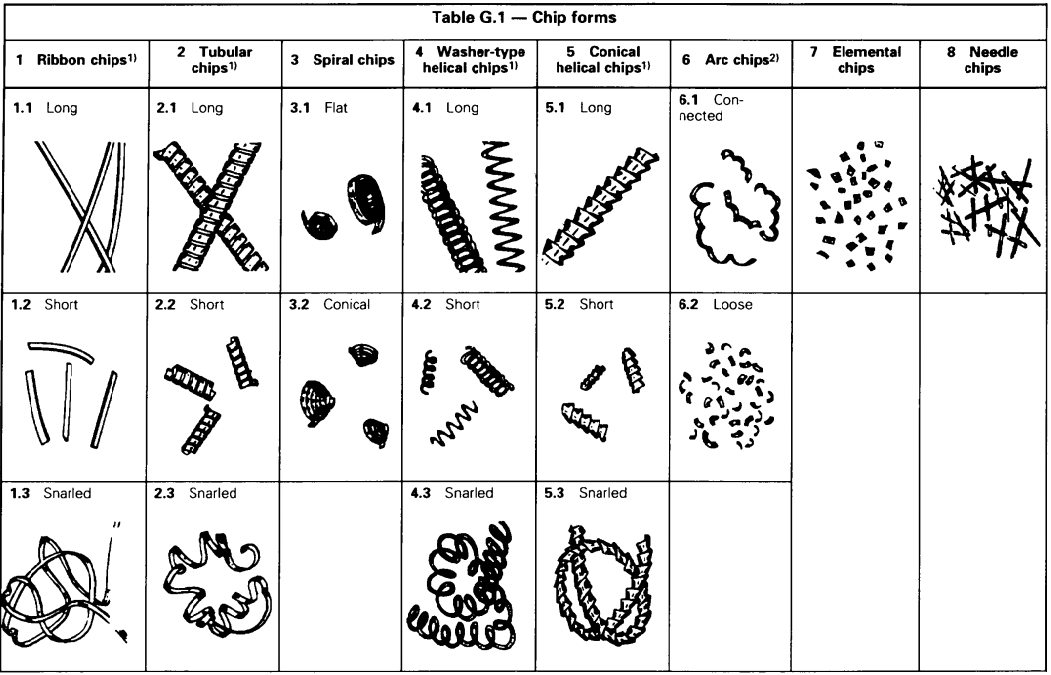 Table G.1 — Chip forms
1 Ribbon chips1)
2 Tubular
chips1)
3 Spiral chips
4 Washer-type
helical chips1)
5 Conical
helical chips1)
6 Arc chips2)
7 Elemental
chips
8 Needle
chips
1.1 Long
2.1 Long
3.1 Flat
4.1 Long
5.1 Long
6.1 Con-
nected
1.2 Short
2.2 Short
3.2 Conical
4.2 Short
5.2 Short
6.2 Loose
1.3 Snarled
2.3 Snarled
4.3 Snarled
5.3 Snarled